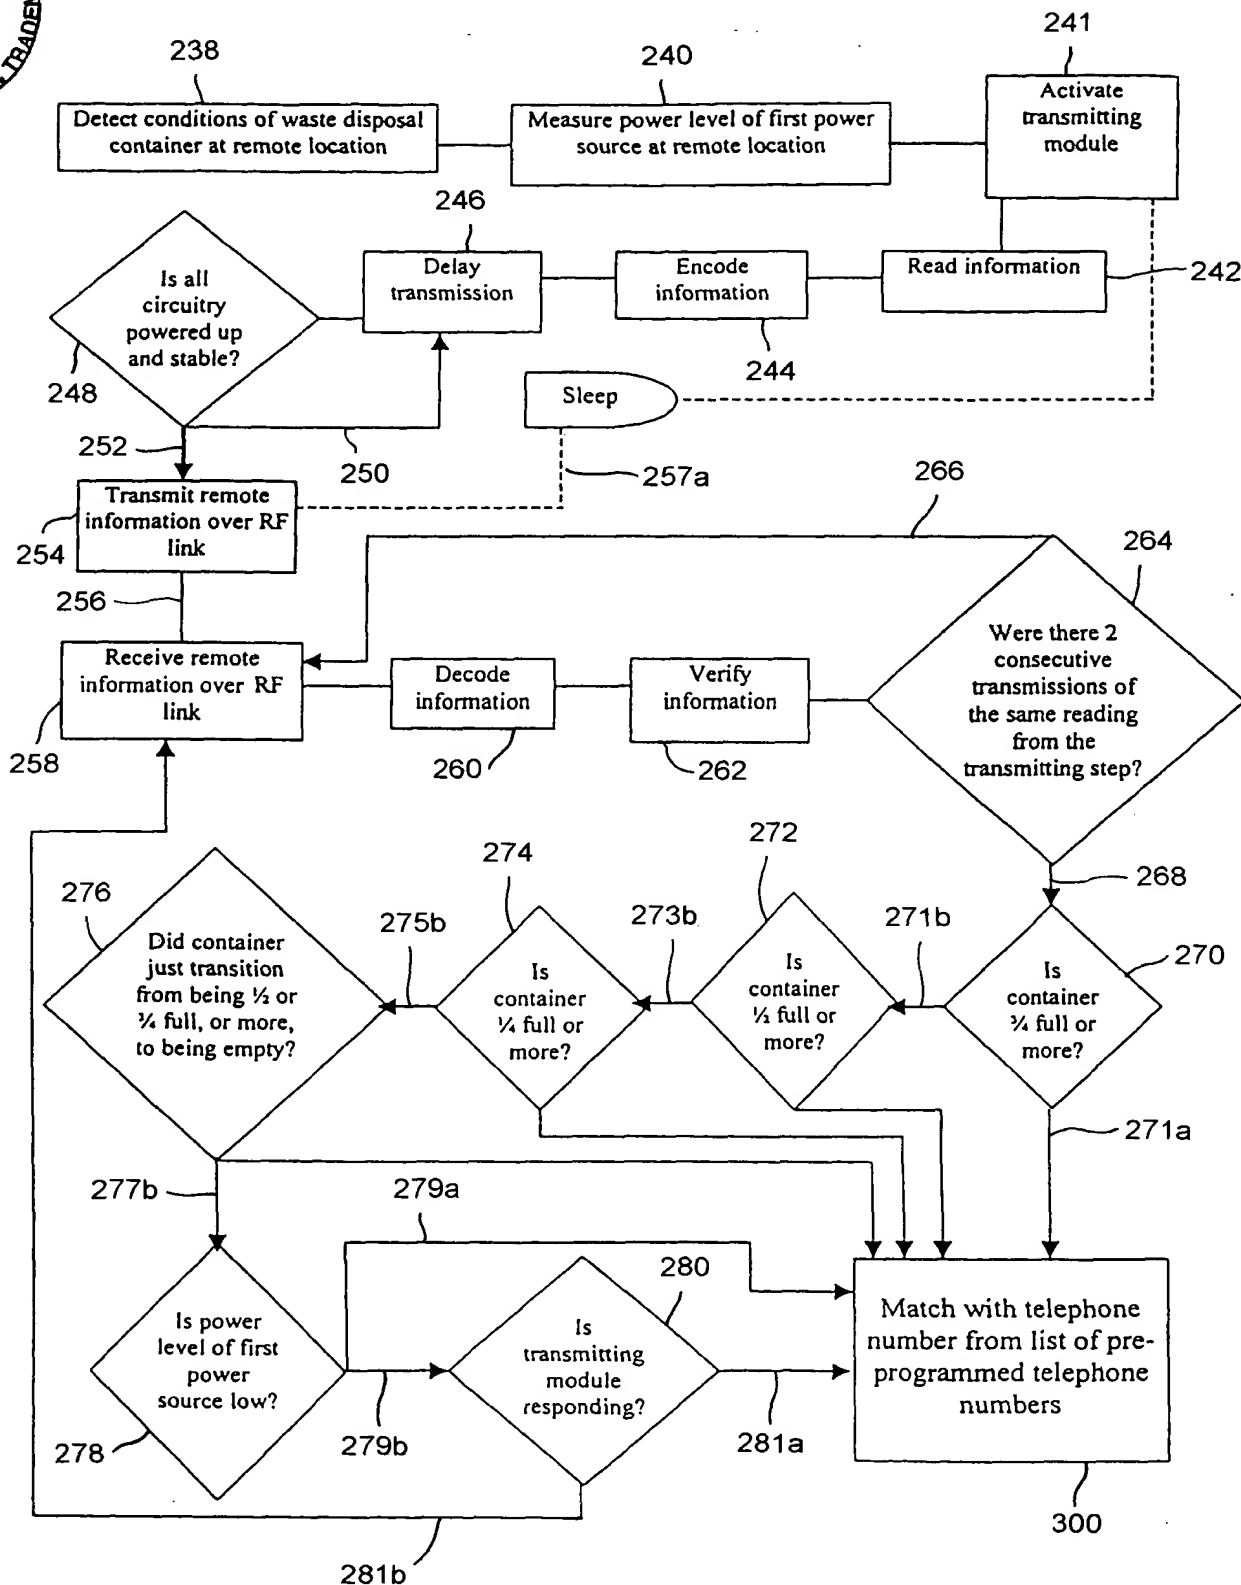 & TRADEM
238
240
241
Detect conditions of waste disposal
container at remote location
Measure power level of first power
source at remote location
Activate
transmitting
module
246
Is all
circuitry
powered up
and stable?
Delay
transmission
Encode
information
Read information
242
248
244
Sleep
252
250
257a
266
Transmit remote
information over RF
link
254
264
256
Were there 2
consecutive
transmissions of
the same reading
from the
transmitting step?
Receive remote
information over RF
link
Decode
information
Verify
information
258
260
262
272
274
268
276
275b
273b
271b
270
Did container
just transition
from being ½ or
¾ full, or more,
to being empty?
Is
container
¼ full or
more?
Is
container
½ full or
more?
Is
container
¾ full or
more?
271a
277b
279a
280
Is power
level of first
power
source low?
Is
transmitting
module
responding?
Match with telephone
number from list of pre-
programmed telephone
numbers
278
279b
281a
300
281b